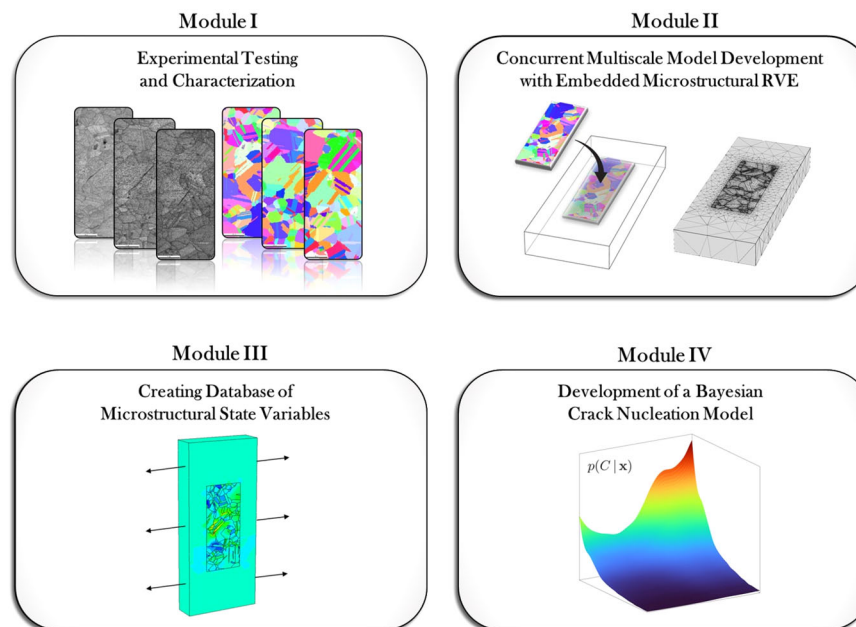 Module I
Experimental Testing
and Characterization
Module II
Concurrent Multiscale Model Development
with Embedded Microstructural RVE
Module III
Creating Database of
Microstructural State Variables
Module IV
Development of a Bayesian
Crack Nucleation Model
p(C | x)